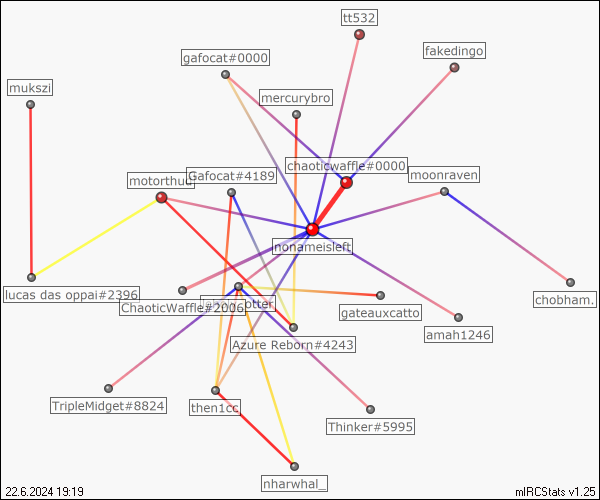 tt532
fakedingo
gafocat#0000
mukszi
mercurybro
chaoticwaffle#0000
motorthud
Gafocat#4189
moonraven
nonameisleft
lucas das oppai#2396
ChaoticWaffle#2006
otter
chobham.
gateauxcatto
amah1246
Azure Reborn#4243
TripleMidget#8824
then1cc
Thinker#5995
nharwhal_
22.6.2024 19:19
mIRCStats v1.25